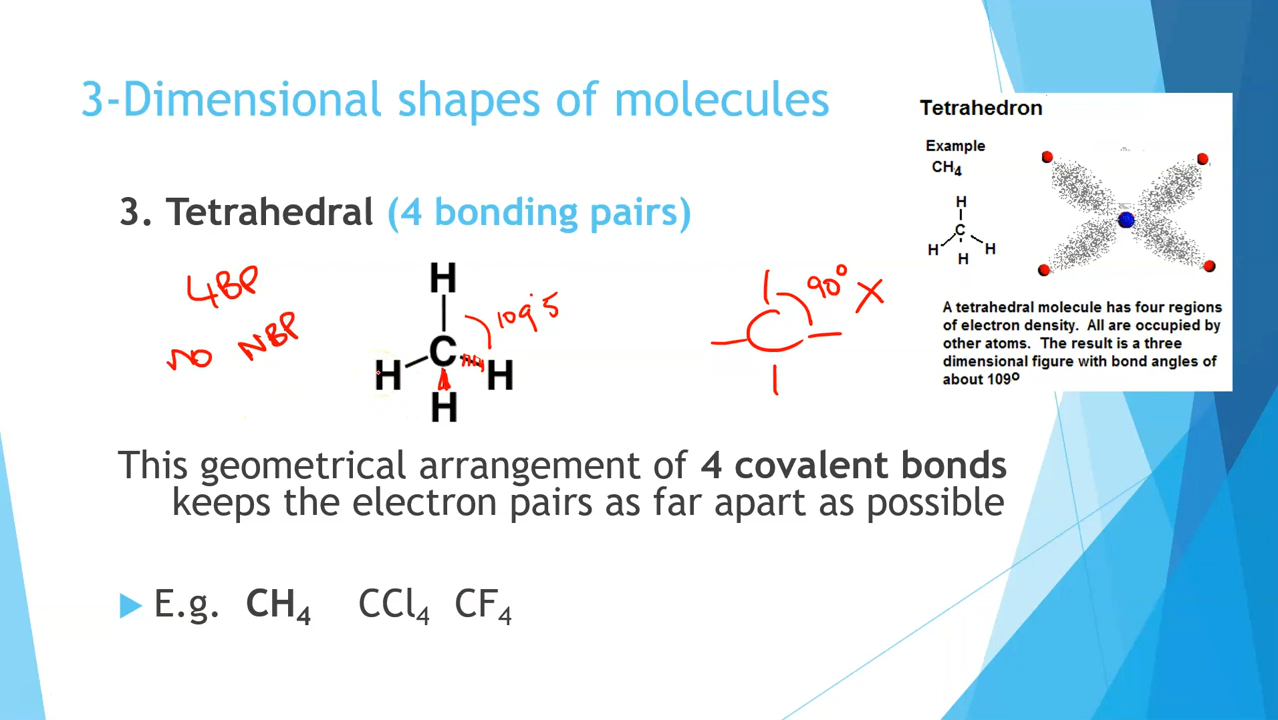 3-Dimensional shapes of molecules
3. Tetrahedral (4 bonding pairs)
4BP
no NBP
H
C
H
H
H
109.5
C
90° X
This geometrical arrangement of 4 covalent bonds
keeps the electron pairs as far apart as possible
E.g. CH₄ CCl₄ CF₄
Tetrahedron
Example
CH₄
H
C
H
H
H
A tetrahedral molecule has four regions
of electron density. All are occupied by
other atoms. The result is a three
dimensional figure with bond angles of
about 109º